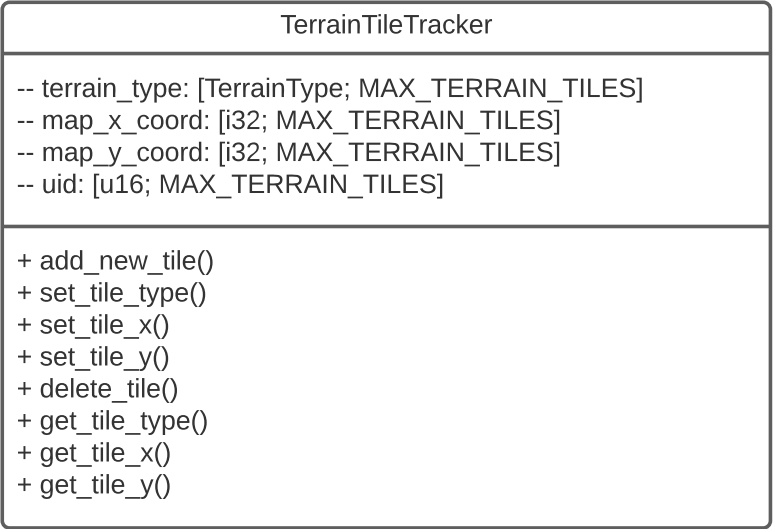 TerrainTileTracker
-- terrain_type: [TerrainType; MAX_TERRAIN_TILES]
-- map_x_coord: [i32; MAX_TERRAIN_TILES]
-- map_y_coord: [i32; MAX_TERRAIN_TILES]
-- uid: [u16; MAX_TERRAIN_TILES]
+ add_new_tile()
+ set_tile_type()
+ set_tile_x()
+ set_tile_y()
+ delete_tile()
+ get_tile_type()
+ get_tile_x()
+ get_tile_y()